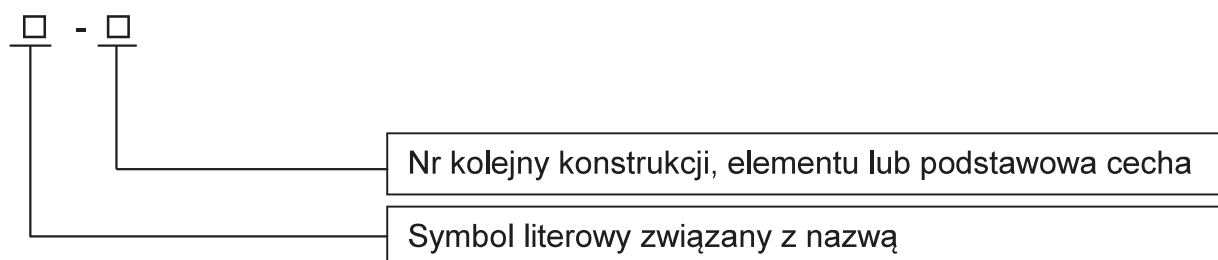 □ - □
Nr kolejny konstrukcji, elementu lub podstawowa cecha
Symbol literowy związany z nazwą